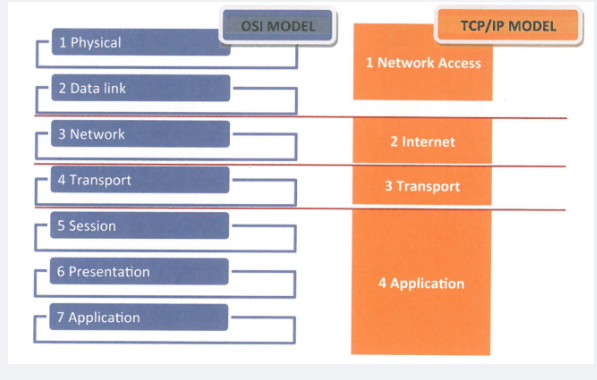 OSI MODEL
1 Physical
2 Data link
3 Network
4 Transport
5 Session
6 Presentation
7 Application
TCP/IP MODEL
1 Network Access
2 Internet
3 Transport
4 Application